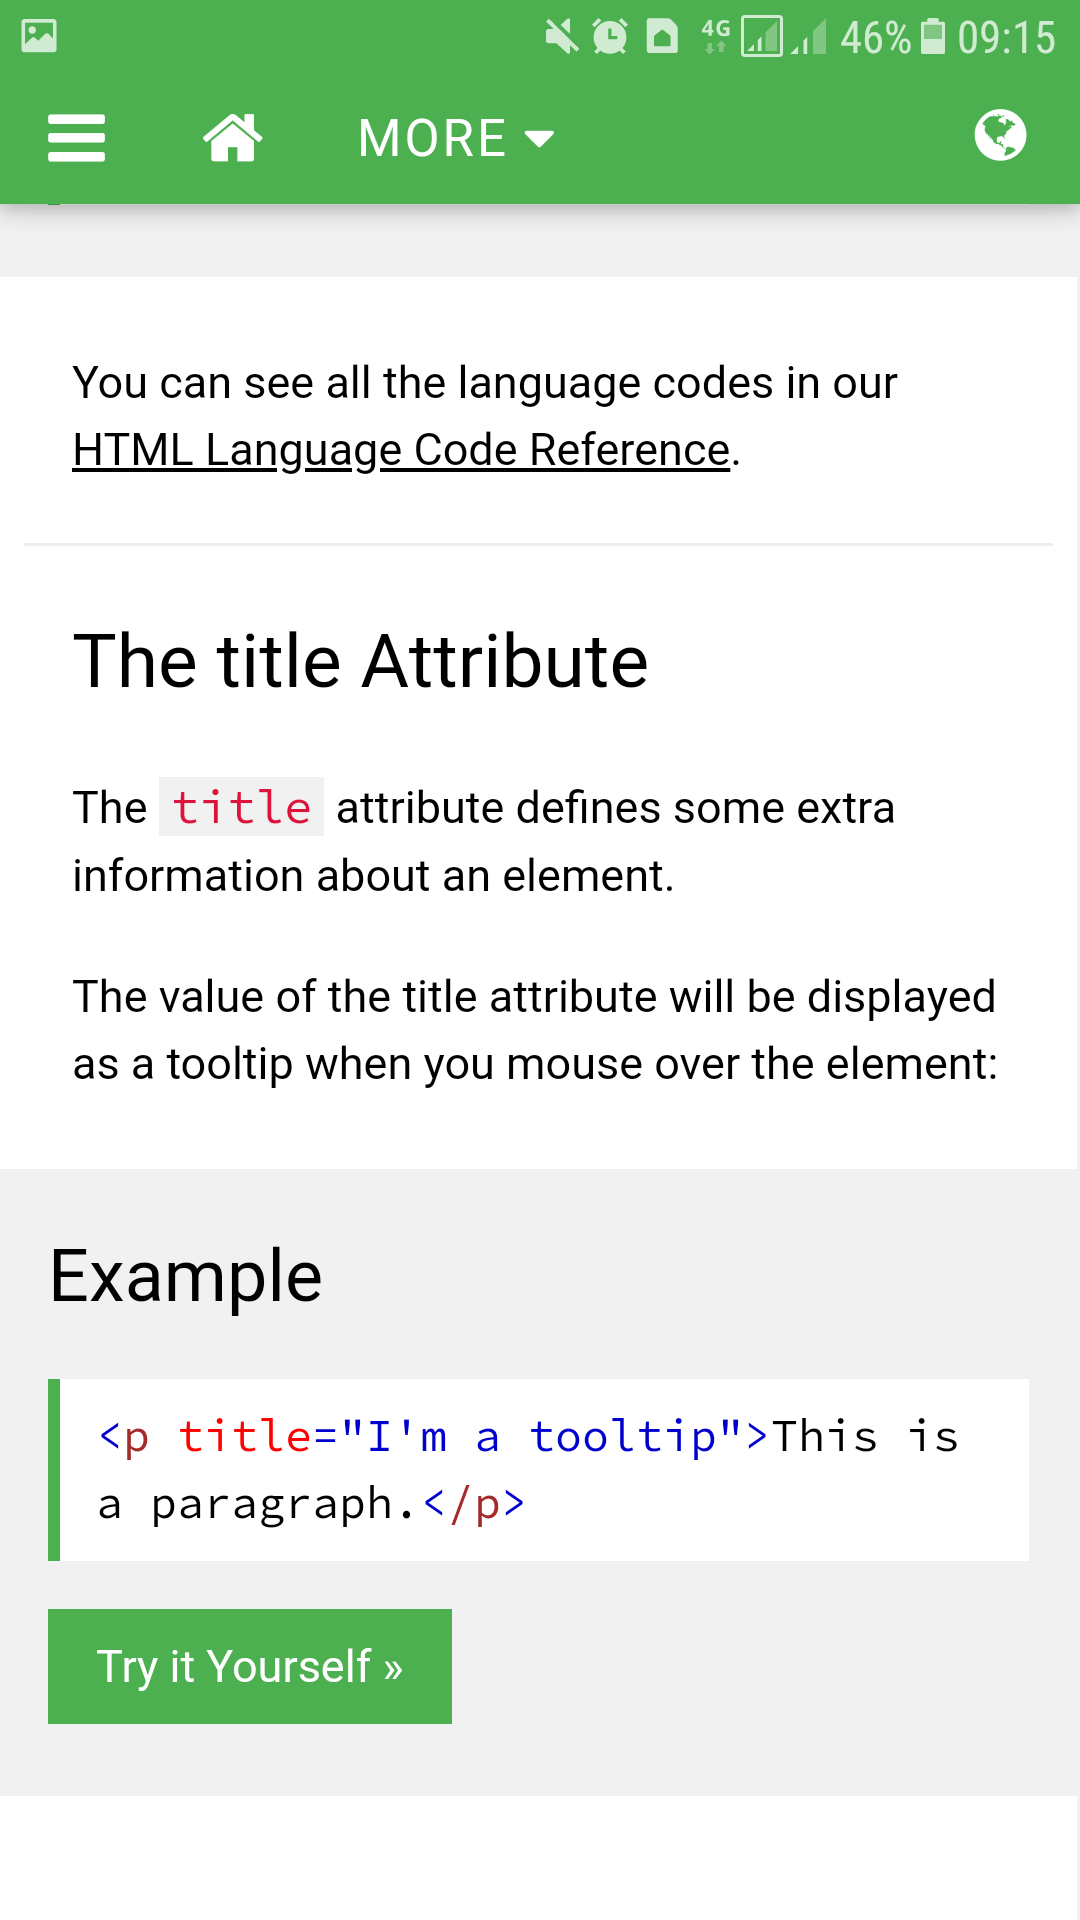 4G 46% 09:15
MORE
You can see all the language codes in our
HTML Language Code Reference.
The title Attribute
The title attribute defines some extra
information about an element.
The value of the title attribute will be displayed
as a tooltip when you mouse over the element:
Example
<p title="I'm a tooltip">This is
a paragraph.</p>
Try it Yourself »